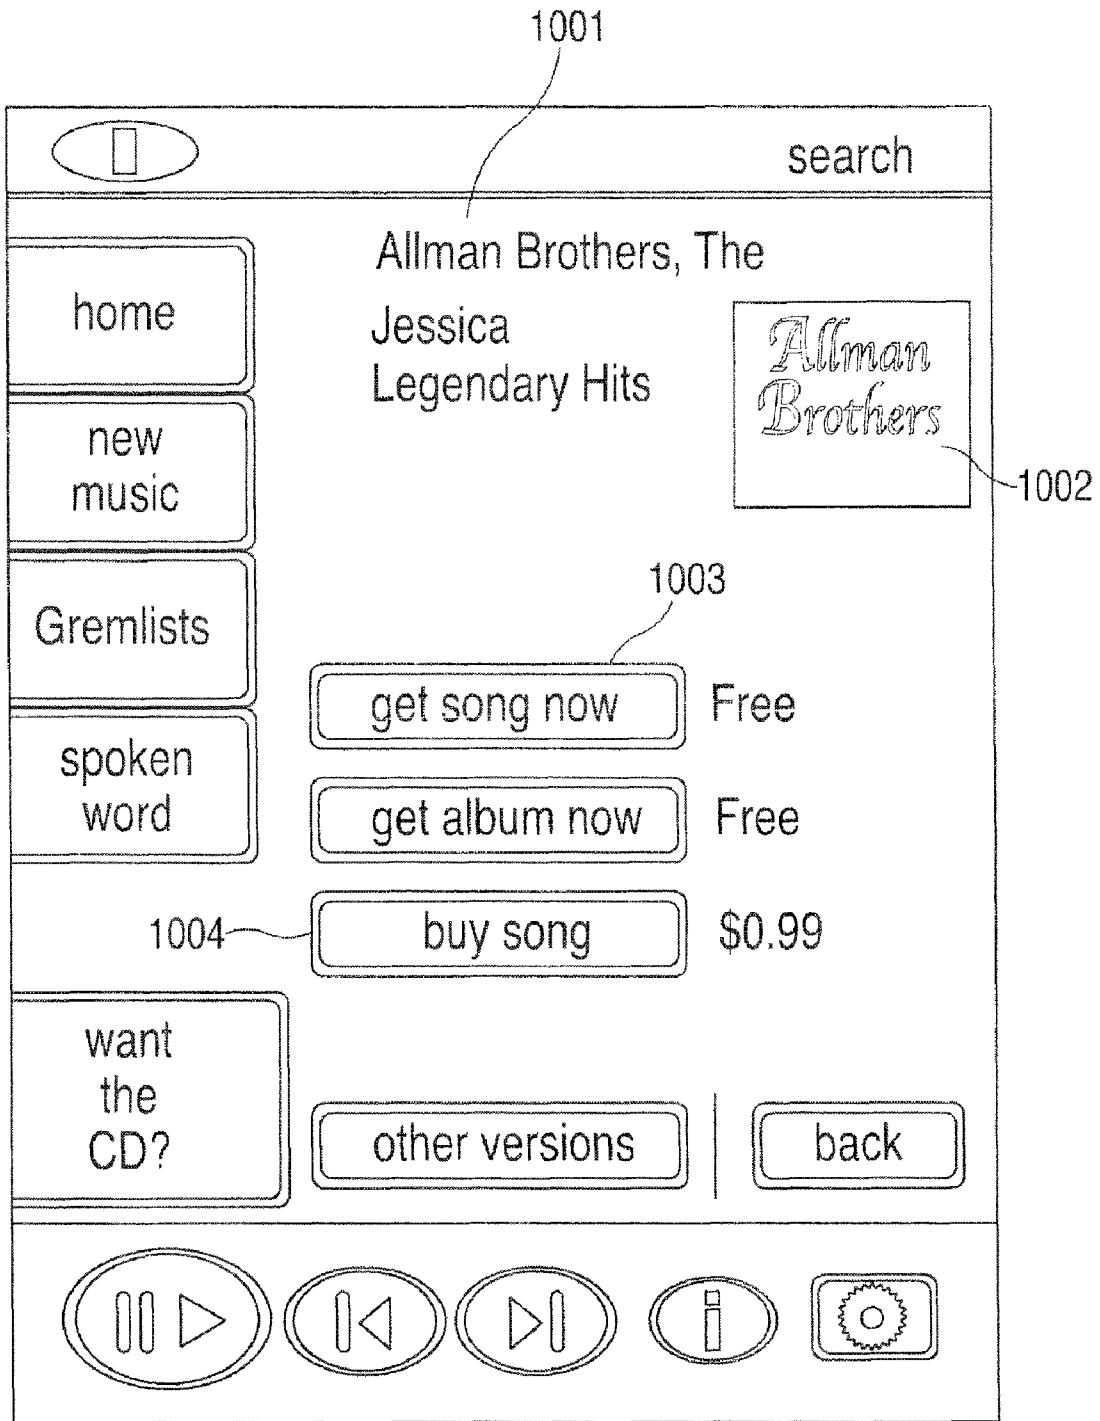 1001
search
Allman Brothers, The
home
Jessica
Legendary Hits
Allman
Brothers
1002
new
music
1003
Gremlists
get song now Free
spoken
word
get album now Free
1004 buy song $0.99
want
the
CD?
other versions
back
i